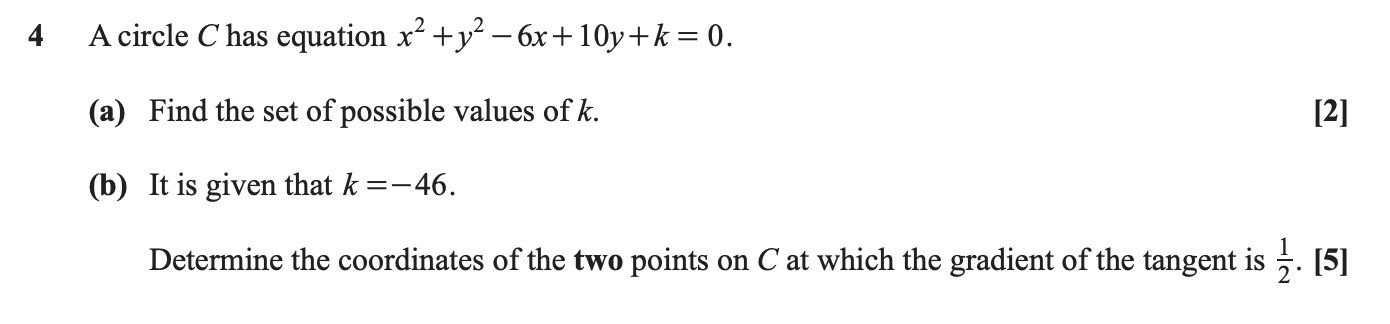 4 A circle C has equation x² + y² – 6x + 10y + k = 0.
(a) Find the set of possible values of k. [2]
(b) It is given that k = –46.
Determine the coordinates of the two points on C at which the gradient of the tangent is 1/2. [5]